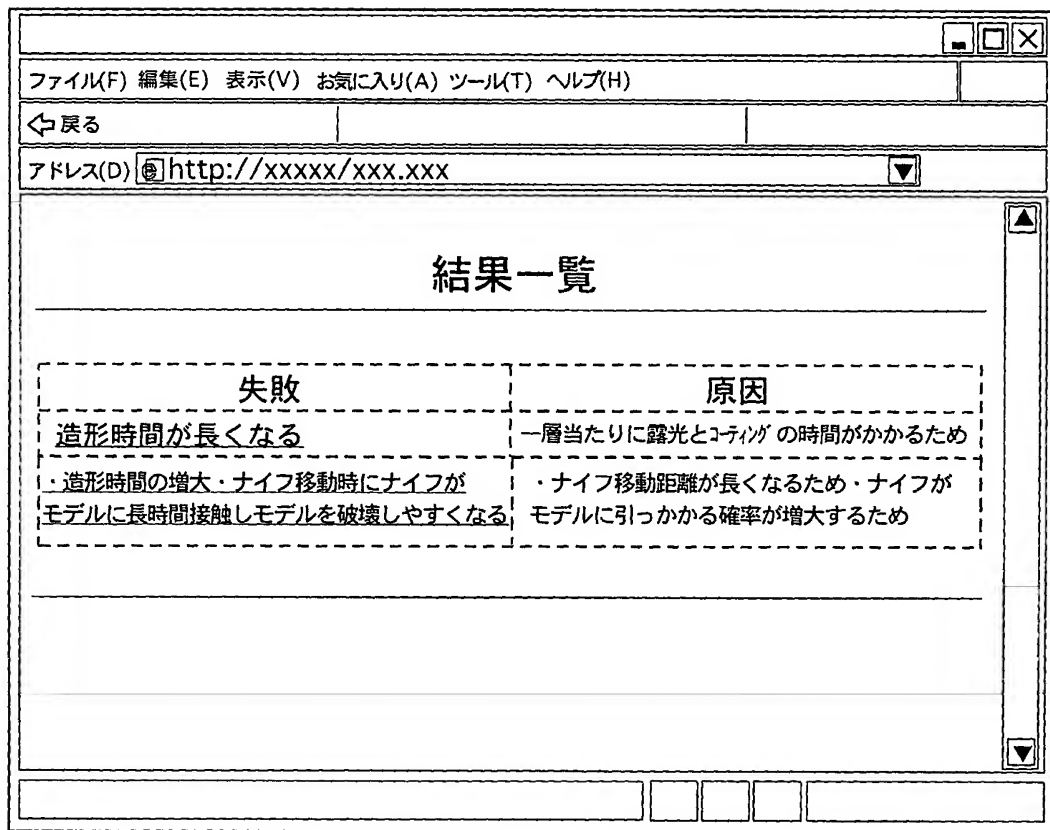 ファイル(F) 編集(E) 表示(V) お気に入り(A) ツール(T) ヘルプ(H)
戻る
アドレス(D) http://xxxxx/xxx.xxx
結果一覧
失敗 原因
造形時間が長くなる 一層当たりに露光とコーティングの時間がかかるため
・造形時間の増大・ナイフ移動時にナイフが ・ナイフ移動距離が長くなるため・ナイフが
モデルに長時間接触しモデルを破壊しやすくなる モデルに引っかかる確率が増大するため